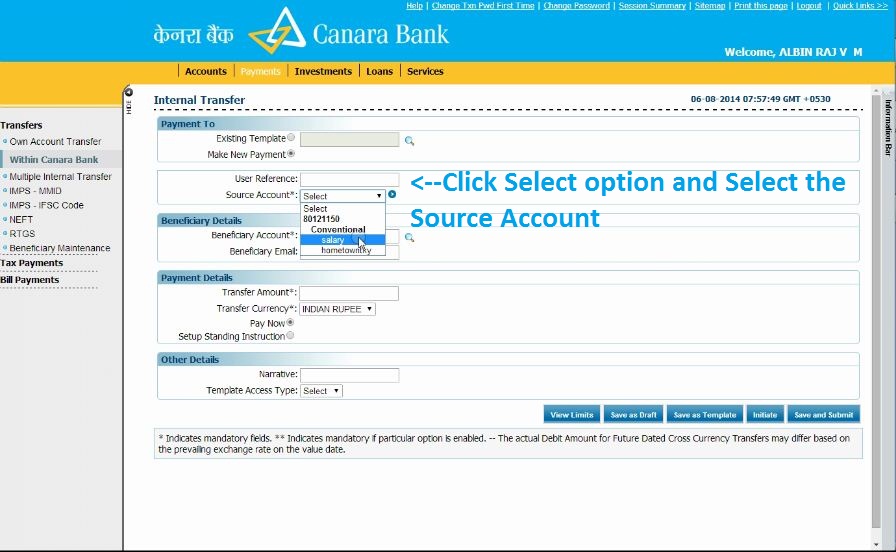 Help | Change Txn Pwd First Time | Change Password | Session Summary | Sitemap | Print this page | Logout | Quick Links >>
केनरा बैंक Canara Bank
Welcome, ALBIN RAJ V M
Accounts | Payments | Investments | Loans | Services
HIDE
Internal Transfer
06-08-2014 07:57:49 GMT +0530
Information Bar
Transfers
Own Account Transfer
Within Canara Bank
Multiple Internal Transfer
IMPS - MMID
IMPS - IFSC Code
NEFT
RTGS
Beneficiary Maintenance
Tax Payments
Bill Payments
Payment To
Existing Template
Make New Payment
User Reference:
Source Account*: Select
Select
80121150
Conventional
salary
hometownkky
<--Click Select option and Select the
Source Account
Beneficiary Details
Beneficiary Account*:
Beneficiary Email:
Payment Details
Transfer Amount*:
Transfer Currency*: INDIAN RUPEE
Pay Now
Setup Standing Instruction
Other Details
Narrative:
Template Access Type: Select
View Limits Save as Draft Save as Template Initiate Save and Submit
* Indicates mandatory fields. ** Indicates mandatory if particular option is enabled. -- The actual Debit Amount for Future Dated Cross Currency Transfers may differ based on
the prevailing exchange rate on the value date.